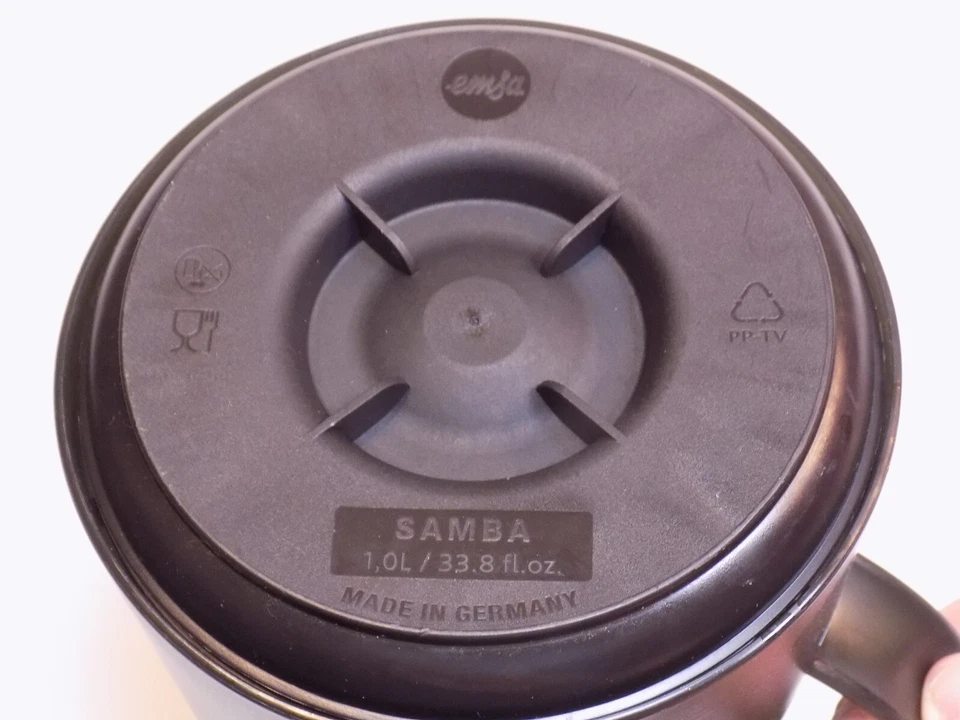 emsa
PP-TV
SAMBA
1,0L / 33.8 fl.oz.
MADE IN GERMANY